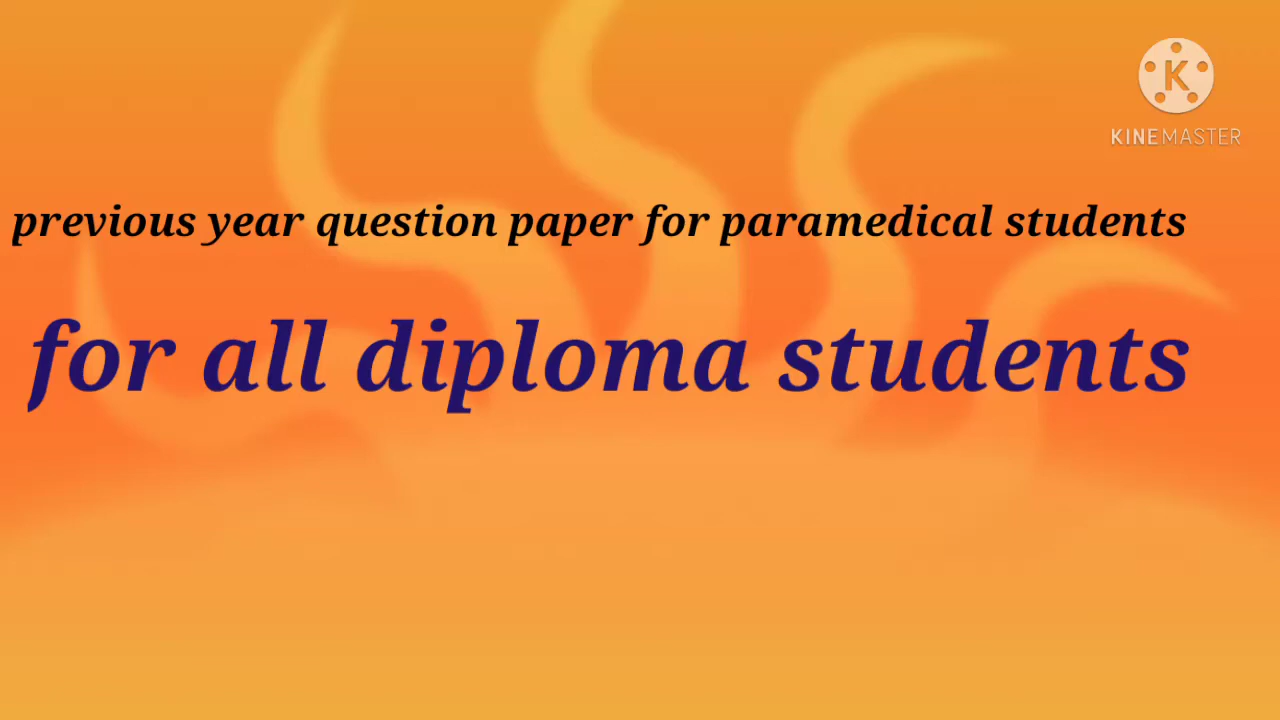 K
KINEMASTER
previous year question paper for paramedical students
for all diploma students